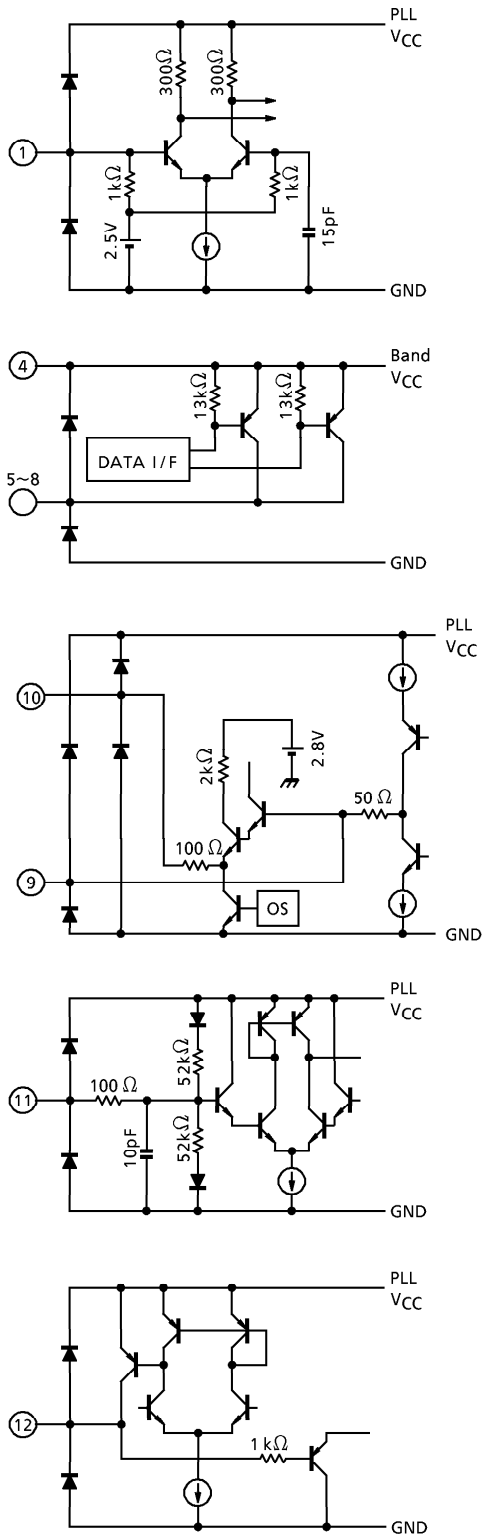 PLL
VCC
300Ω
300Ω
1
1kΩ
1kΩ
2.5V
15pF
GND
4
Band
VCC
13kΩ
13kΩ
DATA I/F
5~8
GND
PLL
VCC
10
2kΩ
2.8V
50 Ω
100 Ω
9
OS
GND
PLL
VCC
52kΩ
100 Ω
11
10pF
52kΩ
GND
PLL
VCC
12
1kΩ
GND